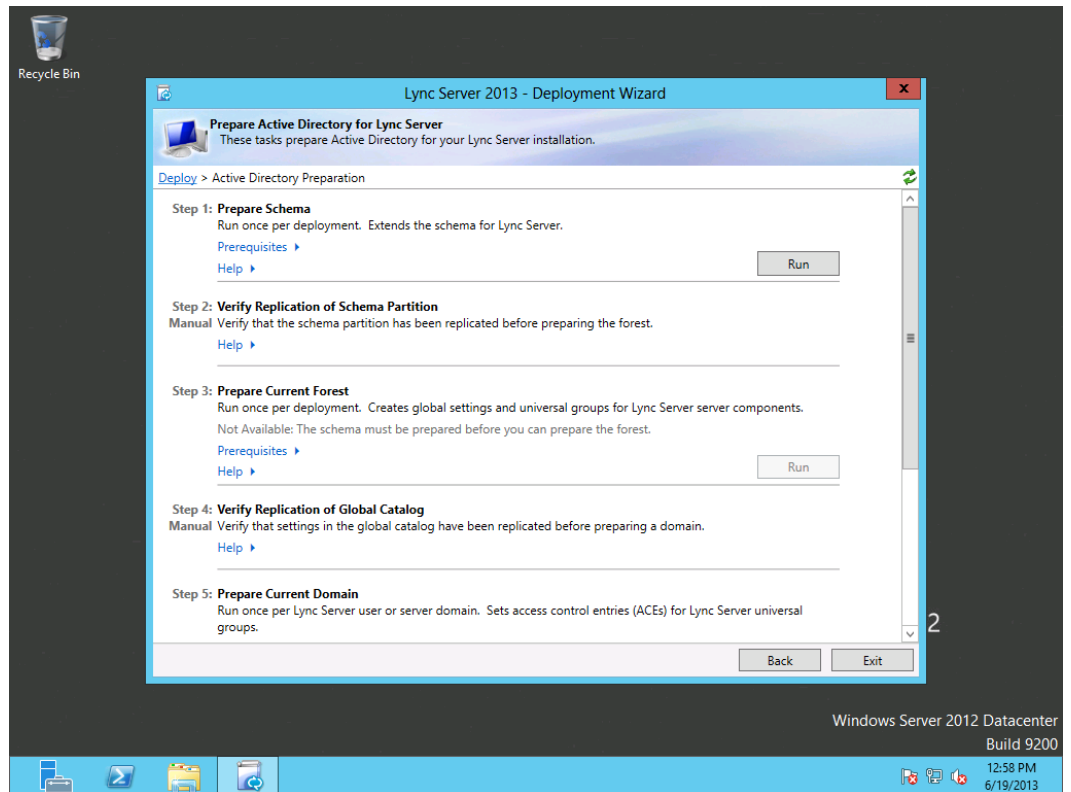 Recycle Bin
Lync Server 2013 - Deployment Wizard
x
Prepare Active Directory for Lync Server
These tasks prepare Active Directory for your Lync Server installation.
Deploy > Active Directory Preparation
Step 1: Prepare Schema
Run once per deployment. Extends the schema for Lync Server.
Prerequisites
Help
Run
Step 2: Verify Replication of Schema Partition
Manual Verify that the schema partition has been replicated before preparing the forest.
Help
Step 3: Prepare Current Forest
Run once per deployment. Creates global settings and universal groups for Lync Server server components.
Not Available: The schema must be prepared before you can prepare the forest.
Prerequisites
Help
Run
Step 4: Verify Replication of Global Catalog
Manual Verify that settings in the global catalog have been replicated before preparing a domain.
Help
Step 5: Prepare Current Domain
Run once per Lync Server user or server domain. Sets access control entries (ACEs) for Lync Server universal
groups.
2
Back Exit
Windows Server 2012 Datacenter
Build 9200
12:58 PM
6/19/2013